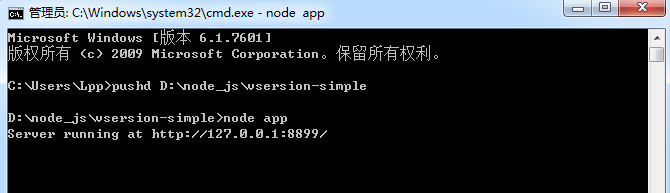 管理员: C:\Windows\system32\cmd.exe - node app
Microsoft Windows [版本 6.1.7601]
版权所有 (c) 2009 Microsoft Corporation。保留所有权利。
C:\Users\Lpp>pushd D:\node_js\vsersion-simple
D:\node_js\vsersion-simple>node app
Server running at http://127.0.0.1:8899/